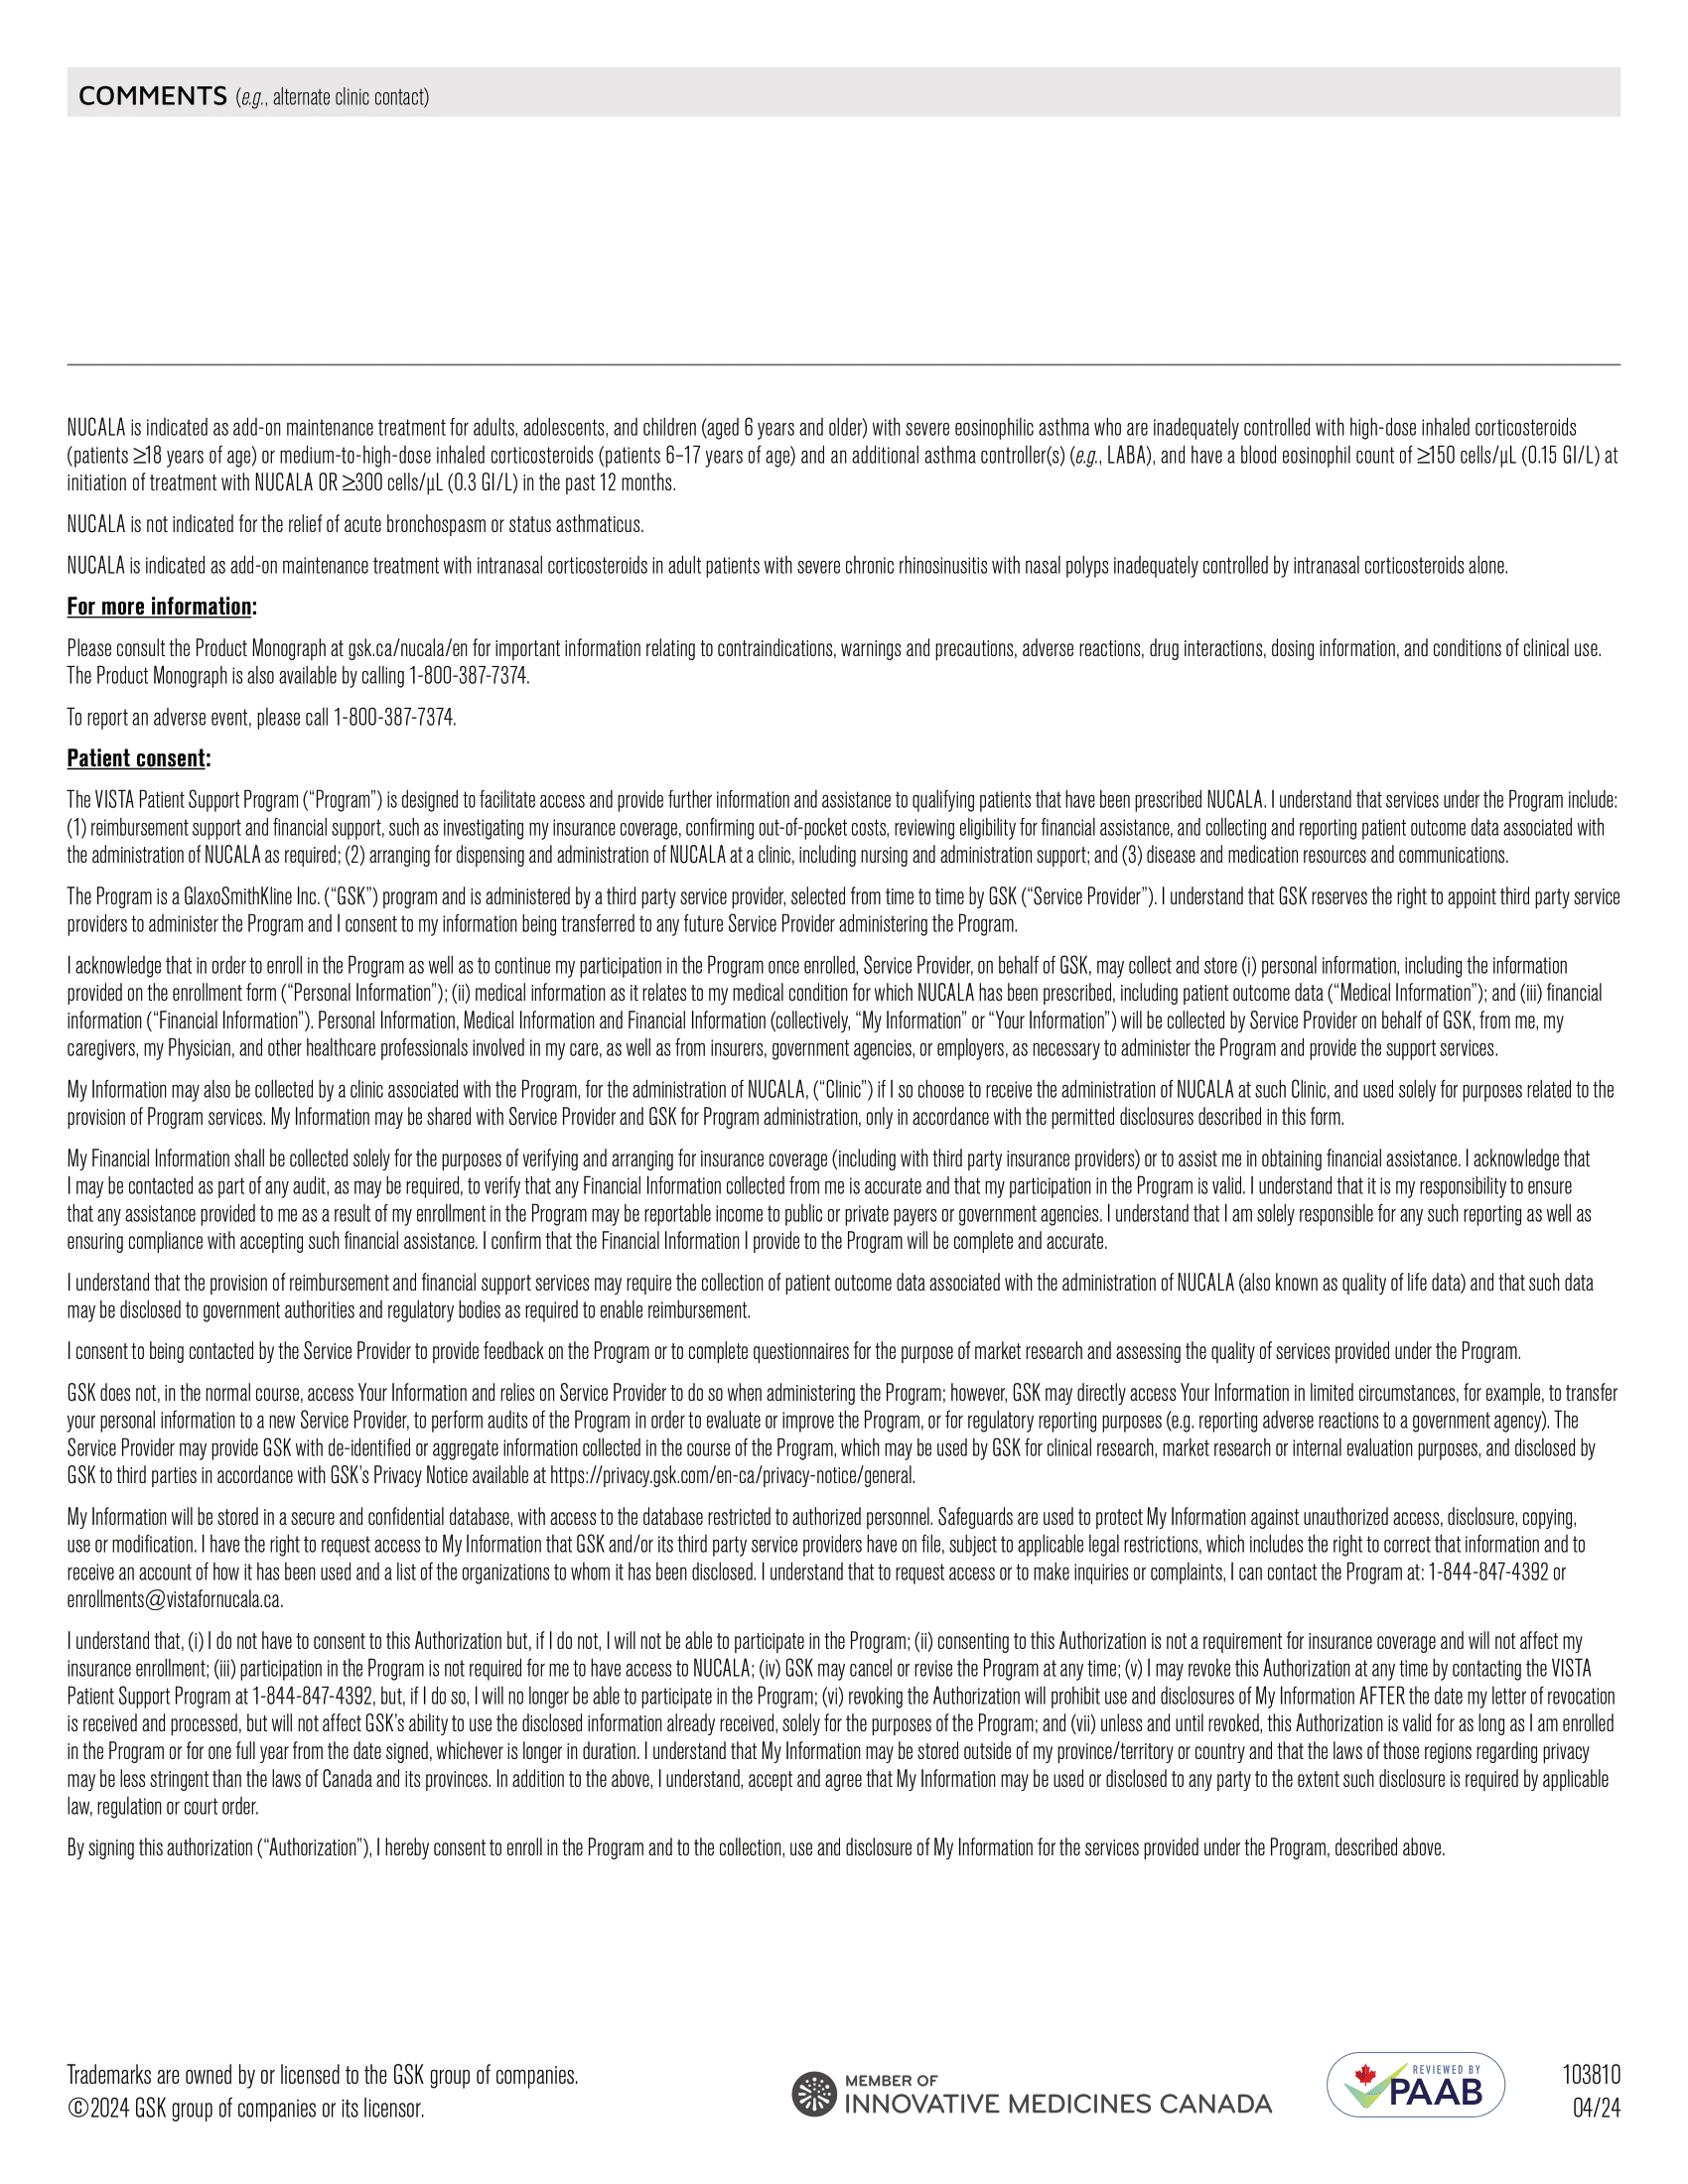 COMMENTS (e.g., alternate clinic contact)
NUCALA is indicated as add-on maintenance treatment for adults, adolescents, and children (aged 6 years and older) with severe eosinophilic asthma who are inadequately controlled with high-dose inhaled corticosteroids
(patients ≥18 years of age) or medium-to-high-dose inhaled corticosteroids (patients 6–17 years of age) and an additional asthma controller(s) (e.g., LABA), and have a blood eosinophil count of ≥150 cells/μL (0.15 GI/L) at
initiation of treatment with NUCALA OR ≥300 cells/μL (0.3 GI/L) in the past 12 months.
NUCALA is not indicated for the relief of acute bronchospasm or status asthmaticus.
NUCALA is indicated as add-on maintenance treatment with intranasal corticosteroids in adult patients with severe chronic rhinosinusitis with nasal polyps inadequately controlled by intranasal corticosteroids alone.
For more information:
Please consult the Product Monograph at gsk.ca/nucala/en for important information relating to contraindications, warnings and precautions, adverse reactions, drug interactions, dosing information, and conditions of clinical use.
The Product Monograph is also available by calling 1-800-387-7374.
To report an adverse event, please call 1-800-387-7374.
Patient consent:
The VISTA Patient Support Program (“Program”) is designed to facilitate access and provide further information and assistance to qualifying patients that have been prescribed NUCALA. I understand that services under the Program include:
(1) reimbursement support and financial support, such as investigating my insurance coverage, confirming out-of-pocket costs, reviewing eligibility for financial assistance, and collecting and reporting patient outcome data associated with
the administration of NUCALA as required; (2) arranging for dispensing and administration of NUCALA at a clinic, including nursing and administration support; and (3) disease and medication resources and communications.
The Program is a GlaxoSmithKline Inc. (“GSK”) program and is administered by a third party service provider, selected from time to time by GSK (“Service Provider”). I understand that GSK reserves the right to appoint third party service
providers to administer the Program and I consent to my information being transferred to any future Service Provider administering the Program.
I acknowledge that in order to enroll in the Program as well as to continue my participation in the Program once enrolled, Service Provider, on behalf of GSK, may collect and store (i) personal information, including the information
provided on the enrollment form (“Personal Information”); (ii) medical information as it relates to my medical condition for which NUCALA has been prescribed, including patient outcome data (“Medical Information”); and (iii) financial
information (“Financial Information”). Personal Information, Medical Information and Financial Information (collectively, “My Information” or “Your Information”) will be collected by Service Provider on behalf of GSK, from me, my
caregivers, my Physician, and other healthcare professionals involved in my care, as well as from insurers, government agencies, or employers, as necessary to administer the Program and provide the support services.
My Information may also be collected by a clinic associated with the Program, for the administration of NUCALA, (“Clinic”) if I so choose to receive the administration of NUCALA at such Clinic, and used solely for purposes related to the
provision of Program services. My Information may be shared with Service Provider and GSK for Program administration, only in accordance with the permitted disclosures described in this form.
My Financial Information shall be collected solely for the purposes of verifying and arranging for insurance coverage (including with third party insurance providers) or to assist me in obtaining financial assistance. I acknowledge that
I may be contacted as part of any audit, as may be required, to verify that any Financial Information collected from me is accurate and that my participation in the Program is valid. I understand that it is my responsibility to ensure
that any assistance provided to me as a result of my enrollment in the Program may be reportable income to public or private payers or government agencies. I understand that I am solely responsible for any such reporting as well as
ensuring compliance with accepting such financial assistance. I confirm that the Financial Information I provide to the Program will be complete and accurate.
I understand that the provision of reimbursement and financial support services may require the collection of patient outcome data associated with the administration of NUCALA (also known as quality of life data) and that such data
may be disclosed to government authorities and regulatory bodies as required to enable reimbursement.
I consent to being contacted by the Service Provider to provide feedback on the Program or to complete questionnaires for the purpose of market research and assessing the quality of services provided under the Program.
GSK does not, in the normal course, access Your Information and relies on Service Provider to do so when administering the Program; however, GSK may directly access Your Information in limited circumstances, for example, to transfer
your personal information to a new Service Provider, to perform audits of the Program in order to evaluate or improve the Program, or for regulatory reporting purposes (e.g. reporting adverse reactions to a government agency). The
Service Provider may provide GSK with de-identified or aggregate information collected in the course of the Program, which may be used by GSK for clinical research, market research or internal evaluation purposes, and disclosed by
GSK to third parties in accordance with GSK’s Privacy Notice available at https://privacy.gsk.com/en-ca/privacy-notice/general.
My Information will be stored in a secure and confidential database, with access to the database restricted to authorized personnel. Safeguards are used to protect My Information against unauthorized access, disclosure, copying,
use or modification. I have the right to request access to My Information that GSK and/or its third party service providers have on file, subject to applicable legal restrictions, which includes the right to correct that information and to
receive an account of how it has been used and a list of the organizations to whom it has been disclosed. I understand that to request access or to make inquiries or complaints, I can contact the Program at: 1-844-847-4392 or
enrollments@vistafornucala.ca.
I understand that, (i) I do not have to consent to this Authorization but, if I do not, I will not be able to participate in the Program; (ii) consenting to this Authorization is not a requirement for insurance coverage and will not affect my
insurance enrollment; (iii) participation in the Program is not required for me to have access to NUCALA; (iv) GSK may cancel or revise the Program at any time; (v) I may revoke this Authorization at any time by contacting the VISTA
Patient Support Program at 1-844-847-4392, but, if I do so, I will no longer be able to participate in the Program; (vi) revoking the Authorization will prohibit use and disclosures of My Information AFTER the date my letter of revocation
is received and processed, but will not affect GSK’s ability to use the disclosed information already received, solely for the purposes of the Program; and (vii) unless and until revoked, this Authorization is valid for as long as I am enrolled
in the Program or for one full year from the date signed, whichever is longer in duration. I understand that My Information may be stored outside of my province/territory or country and that the laws of those regions regarding privacy
may be less stringent than the laws of Canada and its provinces. In addition to the above, I understand, accept and agree that My Information may be used or disclosed to any party to the extent such disclosure is required by applicable
law, regulation or court order.
By signing this authorization (“Authorization”), I hereby consent to enroll in the Program and to the collection, use and disclosure of My Information for the services provided under the Program, described above.
Trademarks are owned by or licensed to the GSK group of companies.
©2024 GSK group of companies or its licensor.
MEMBER OF
INNOVATIVE MEDICINES CANADA
REVIEWED BY
PAAB
103810
04/24